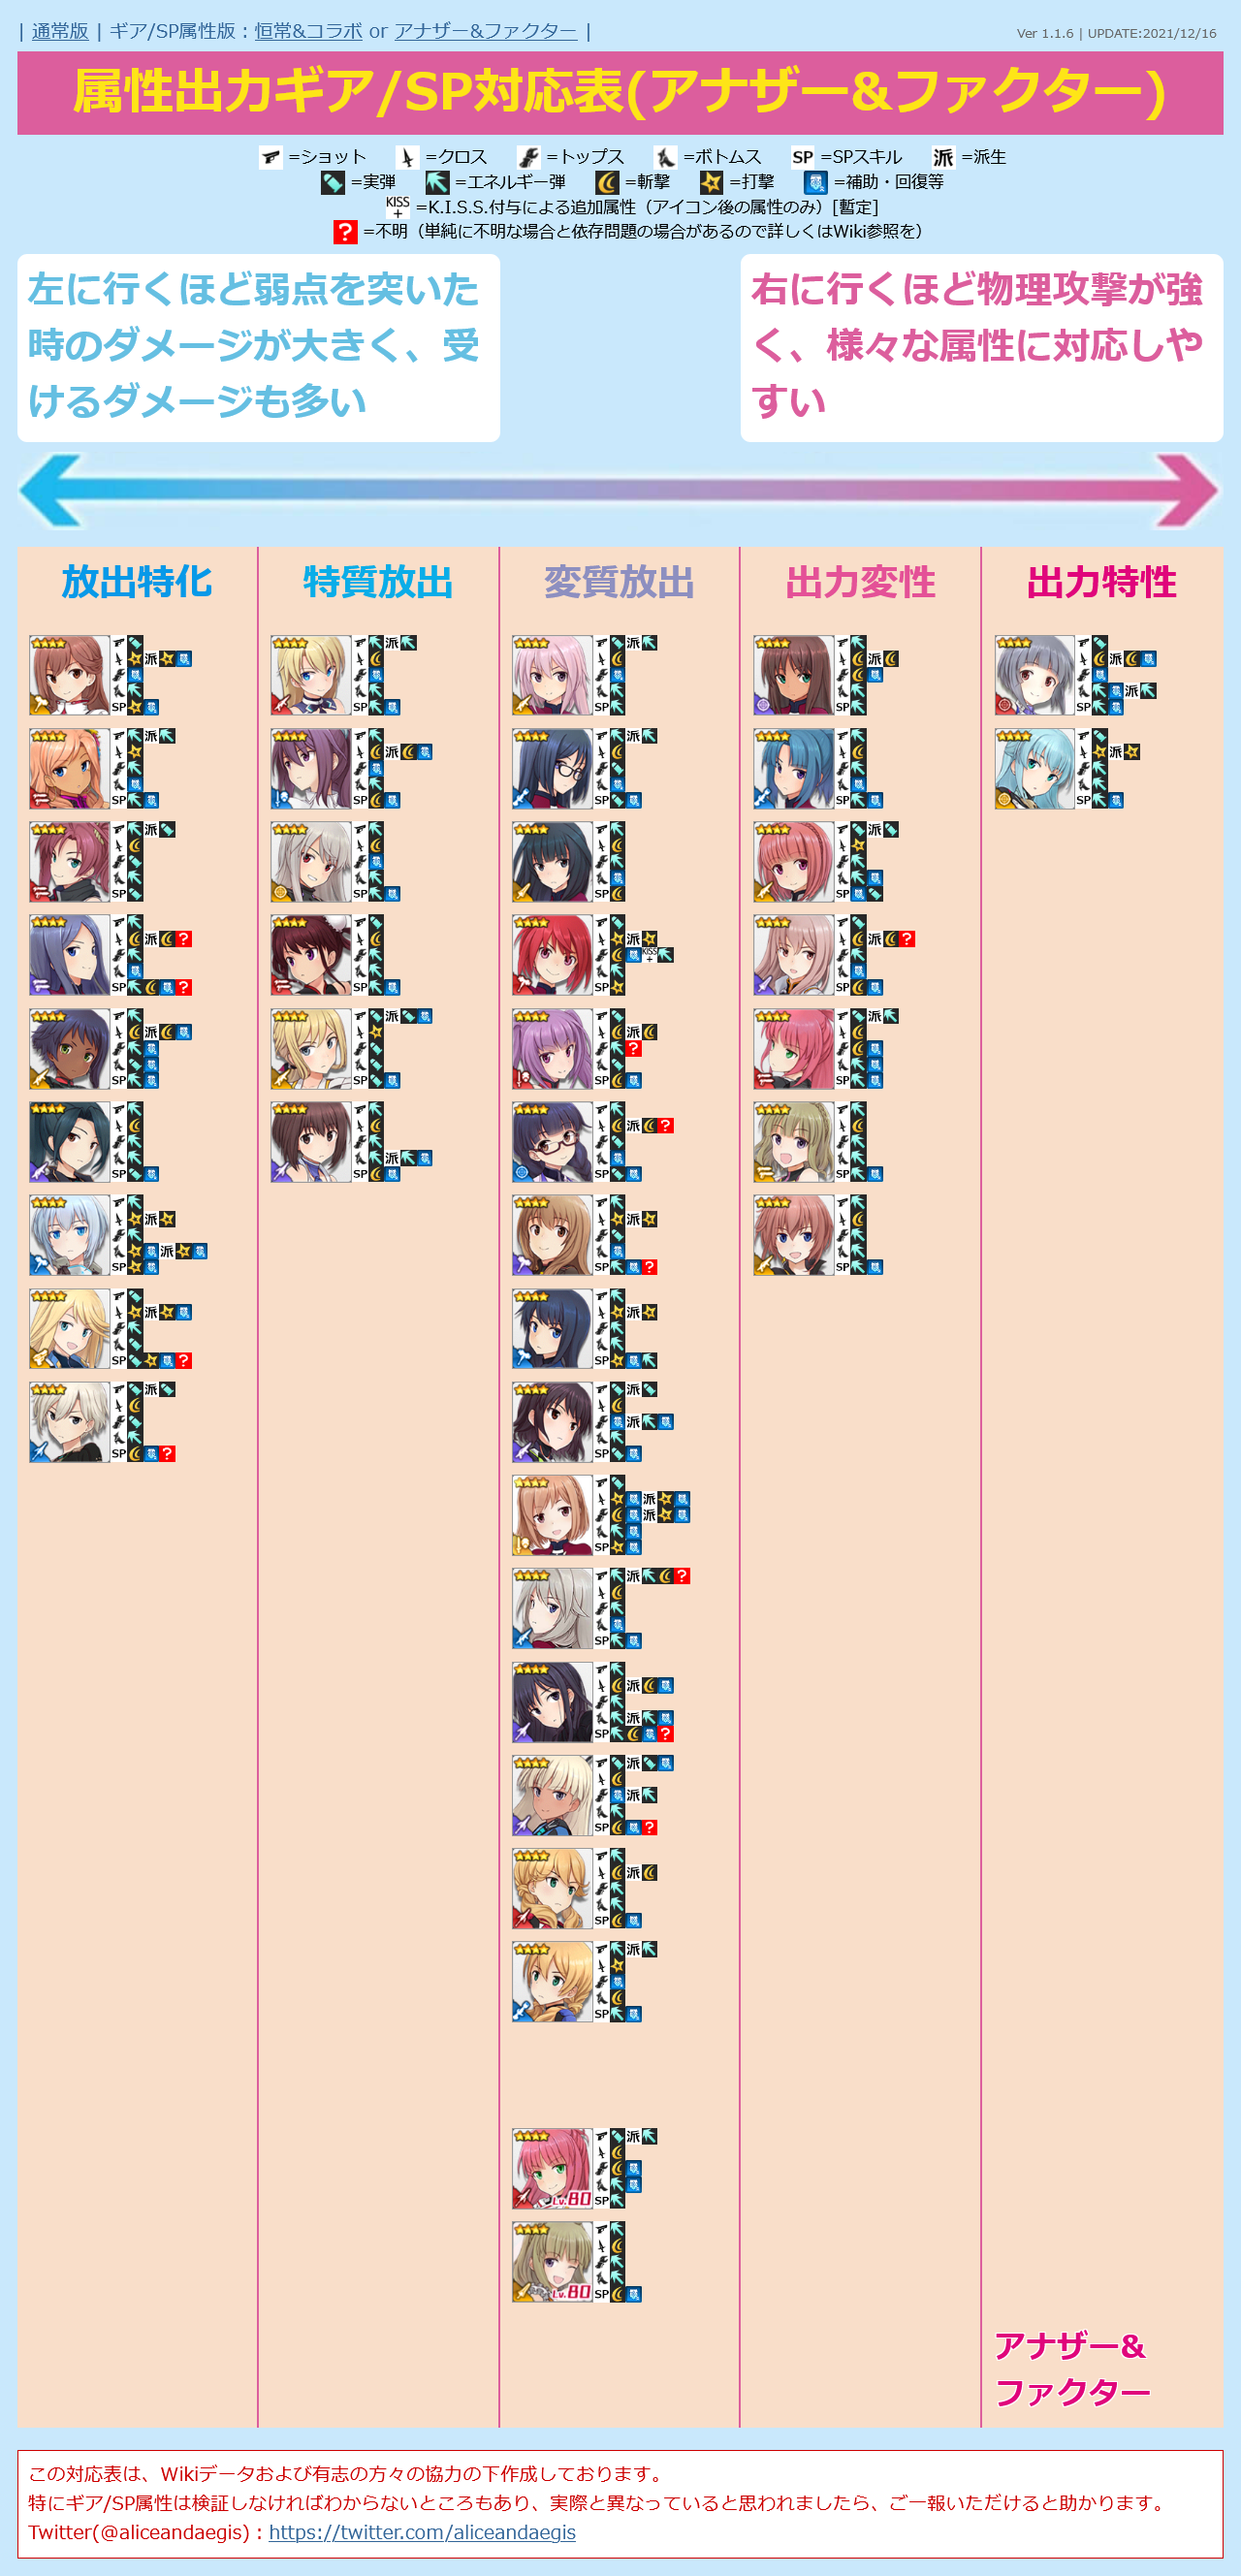 | 通常版 | ギア/SP属性版：恒常&コラボ or アナザー&ファクター |
Ver 1.1.6 | UPDATE:2021/12/16
属性出力ギア/SP対応表(アナザー&ファクター)
=ショット =クロス =トップス =ボトムス SP =SPスキル 派 =派生
=実弾 =エネルギー弾 =斬撃 =打撃 =補助・回復等
KISS+ =K.I.S.S.付与による追加属性（アイコン後の属性のみ）[暫定]
? =不明（単純に不明な場合と依存問題の場合があるので詳しくはWiki参照を）
左に行くほど弱点を突いた
時のダメージが大きく、受
けるダメージも多い
右に行くほど物理攻撃が強
く、様々な属性に対応しや
すい
放出特化 特質放出 変質放出 出力変性 出力特性
Lv.80
Lv.80
アナザー&
ファクター
この対応表は、Wikiデータおよび有志の方々の協力の下作成しております。
特にギア/SP属性は検証しなければわからないところもあり、実際と異なっていると思われましたら、ご一報いただけると助かります。
Twitter(@aliceandaegis)：https://twitter.com/aliceandaegis